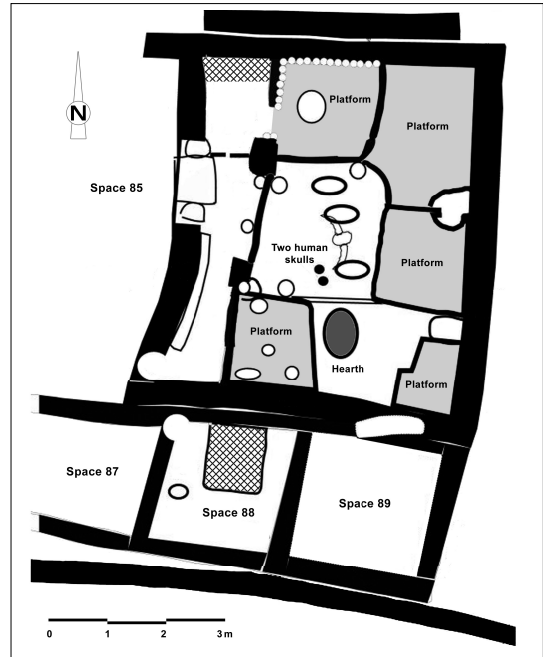 N
Platform
Platform
Space 85
Two human
skulls
Platform
Platform
Hearth
Platform
Space 87
Space 88
Space 89
0 1 2 3 m